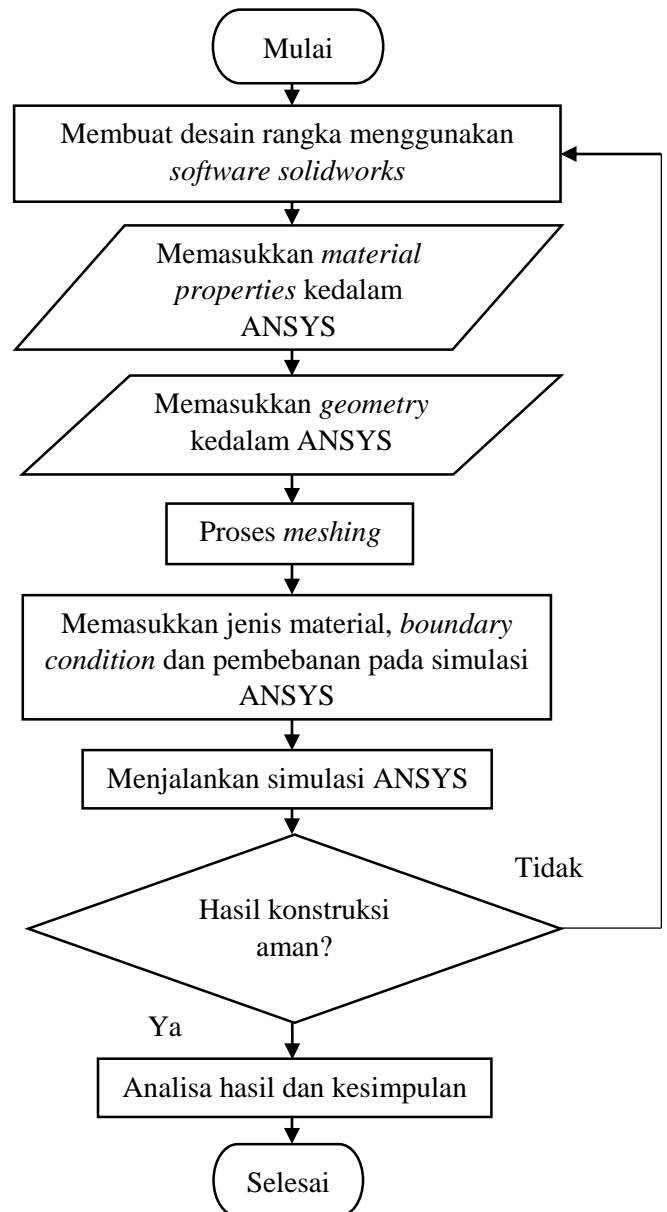 Mulai
Membuat desain rangka menggunakan
software solidworks
Memasukkan material
properties kedalam
ANSYS
Memasukkan geometry
kedalam ANSYS
Proses meshing
Memasukkan jenis material, boundary
condition dan pembebanan pada simulasi
ANSYS
Menjalankan simulasi ANSYS
Tidak
Hasil konstruksi
aman?
Ya
Analisa hasil dan kesimpulan
Selesai